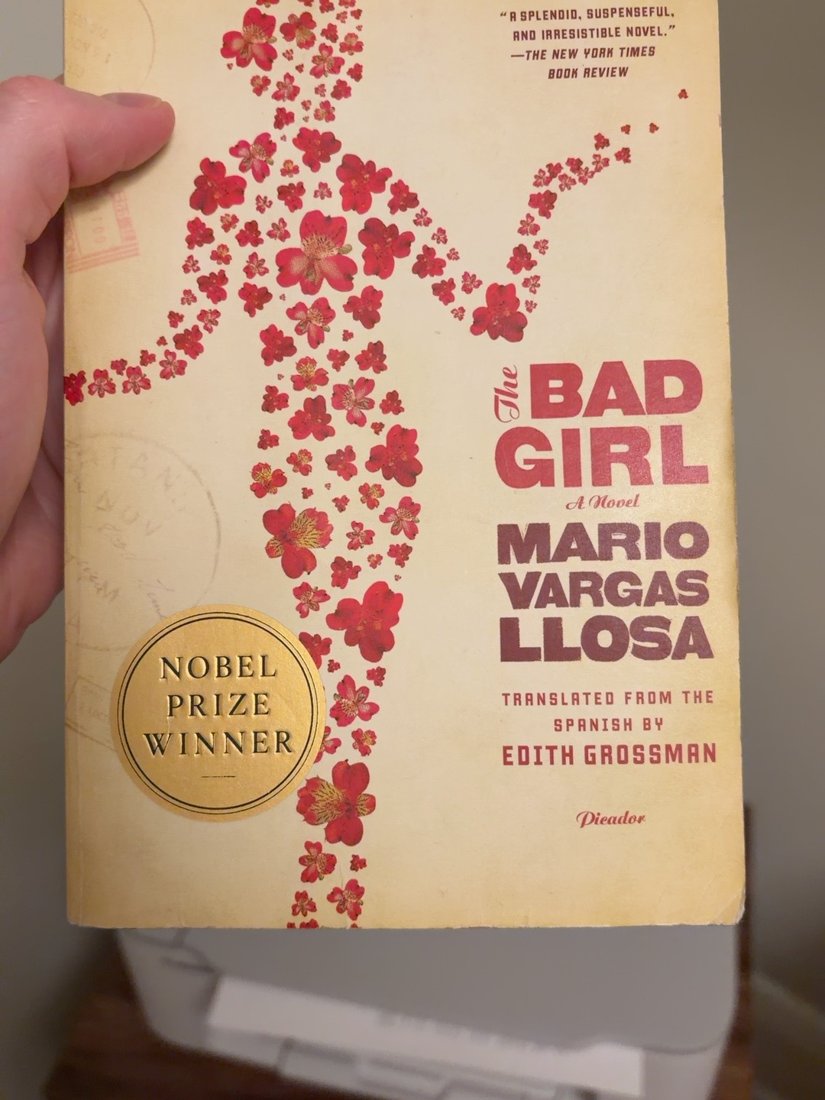 “A SPLENDID, SUSPENSEFUL,
AND IRRESISTIBLE NOVEL.”
—THE NEW YORK TIMES
BOOK REVIEW
The
BAD
GIRL
A Novel
MARIO
VARGAS
LLOSA
TRANSLATED FROM THE
SPANISH BY
EDITH GROSSMAN
Picador
NOBEL
PRIZE
WINNER